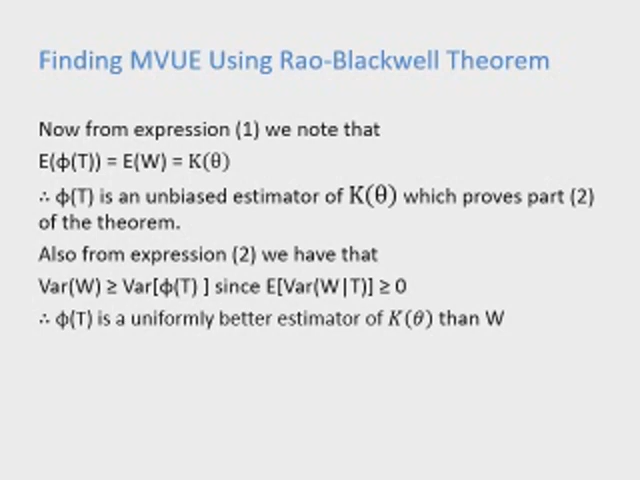 Finding MVUE Using Rao-Blackwell Theorem
Now from expression (1) we note that
E(ϕ(T)) = E(W) = K(θ)
∴ ϕ(T) is an unbiased estimator of K(θ) which proves part (2)
of the theorem.
Also from expression (2) we have that
Var(W) ≥ Var[ϕ(T) ] since E[Var(W|T)] ≥ 0
∴ ϕ(T) is a uniformly better estimator of K(θ) than W